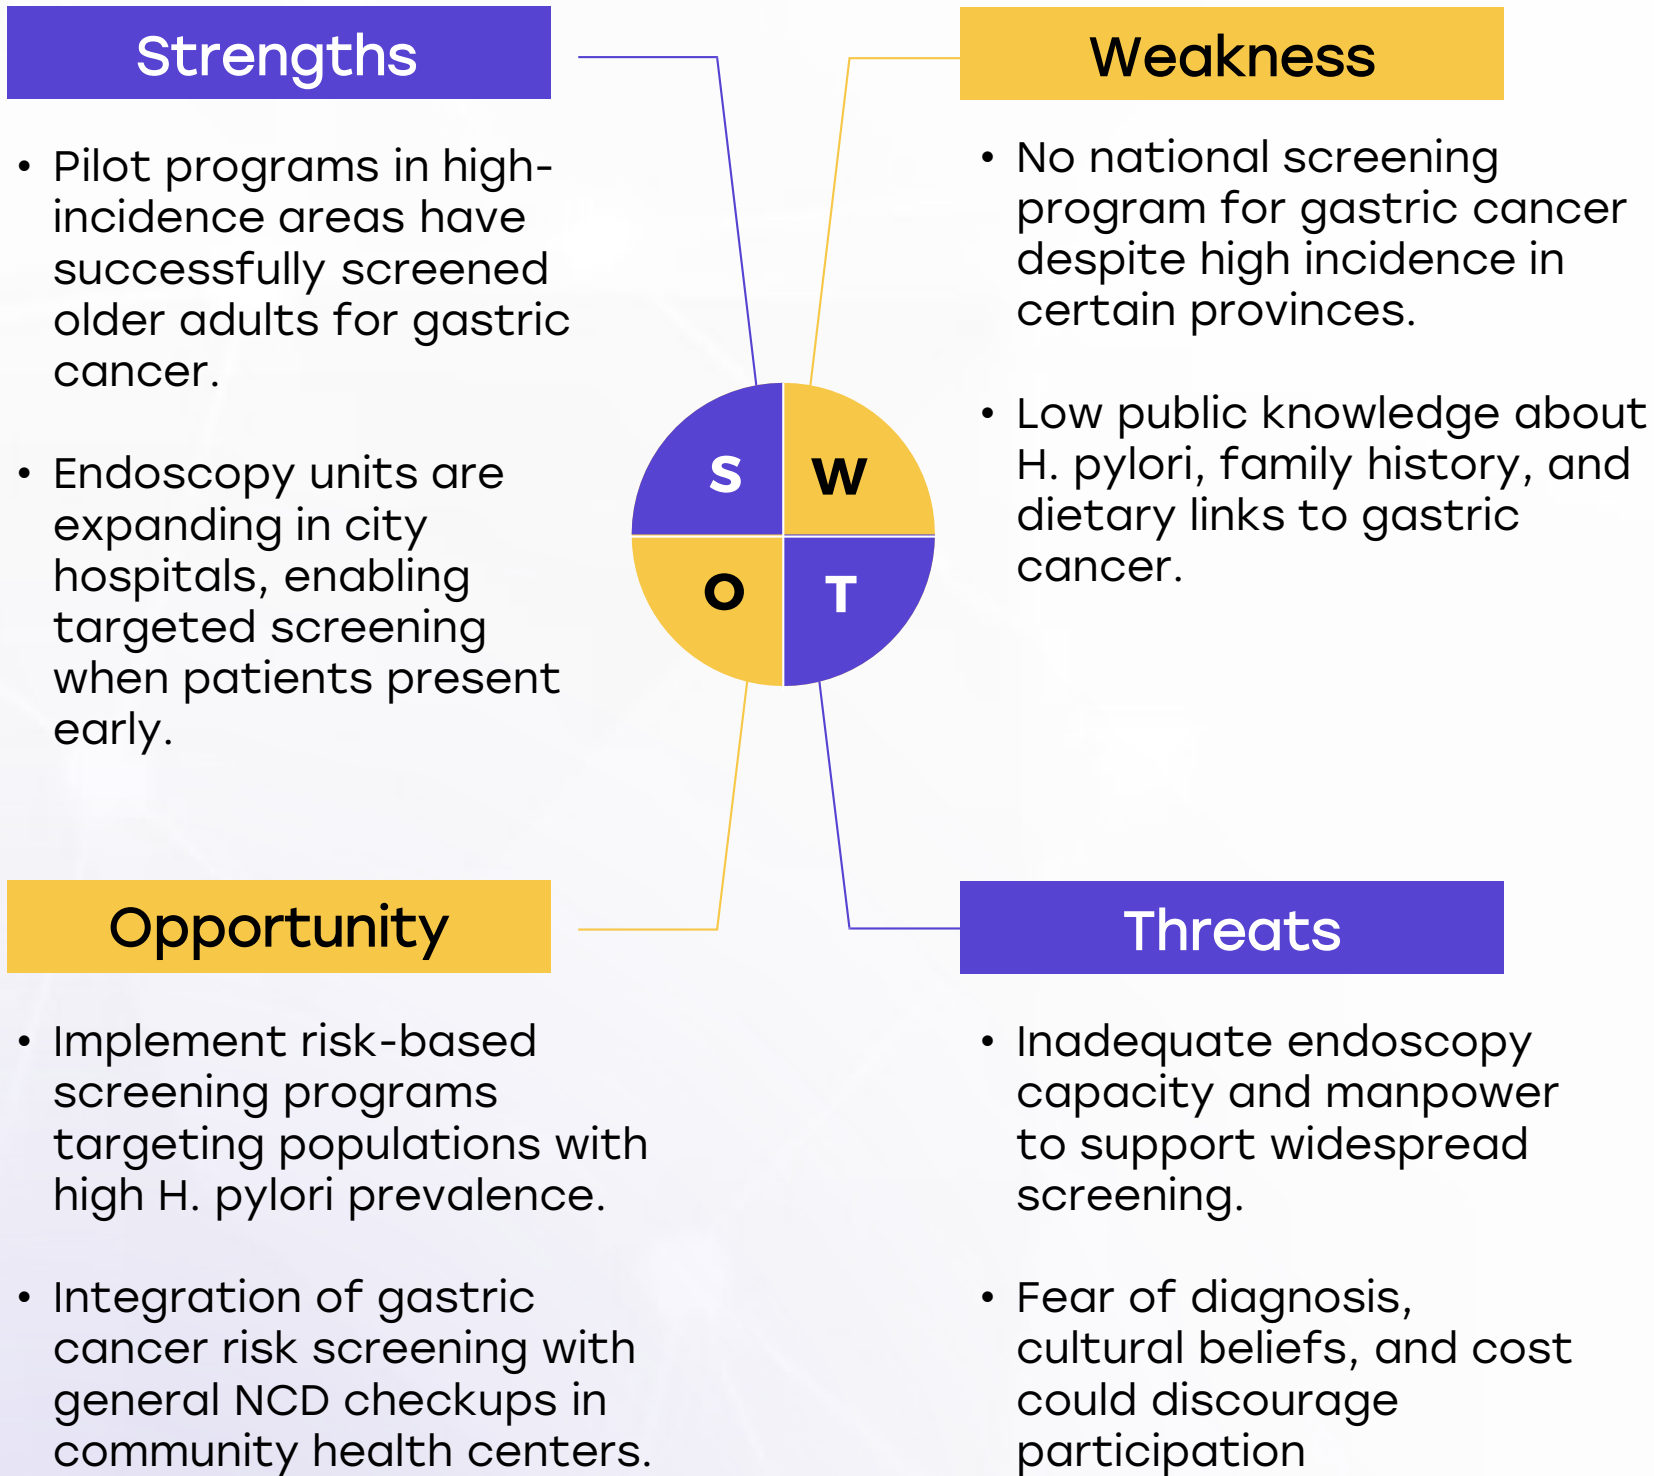 Strengths
• Pilot programs in high-
incidence areas have
successfully screened
older adults for gastric
cancer.
• Endoscopy units are
expanding in city
hospitals, enabling
targeted screening
when patients present
early.
Weakness
• No national screening
program for gastric cancer
despite high incidence in
certain provinces.
• Low public knowledge about
H. pylori, family history, and
dietary links to gastric
cancer.
S
W
O
T
Opportunity
• Implement risk-based
screening programs
targeting populations with
high H. pylori prevalence.
• Integration of gastric
cancer risk screening with
general NCD checkups in
community health centers.
Threats
• Inadequate endoscopy
capacity and manpower
to support widespread
screening.
• Fear of diagnosis,
cultural beliefs, and cost
could discourage
participation